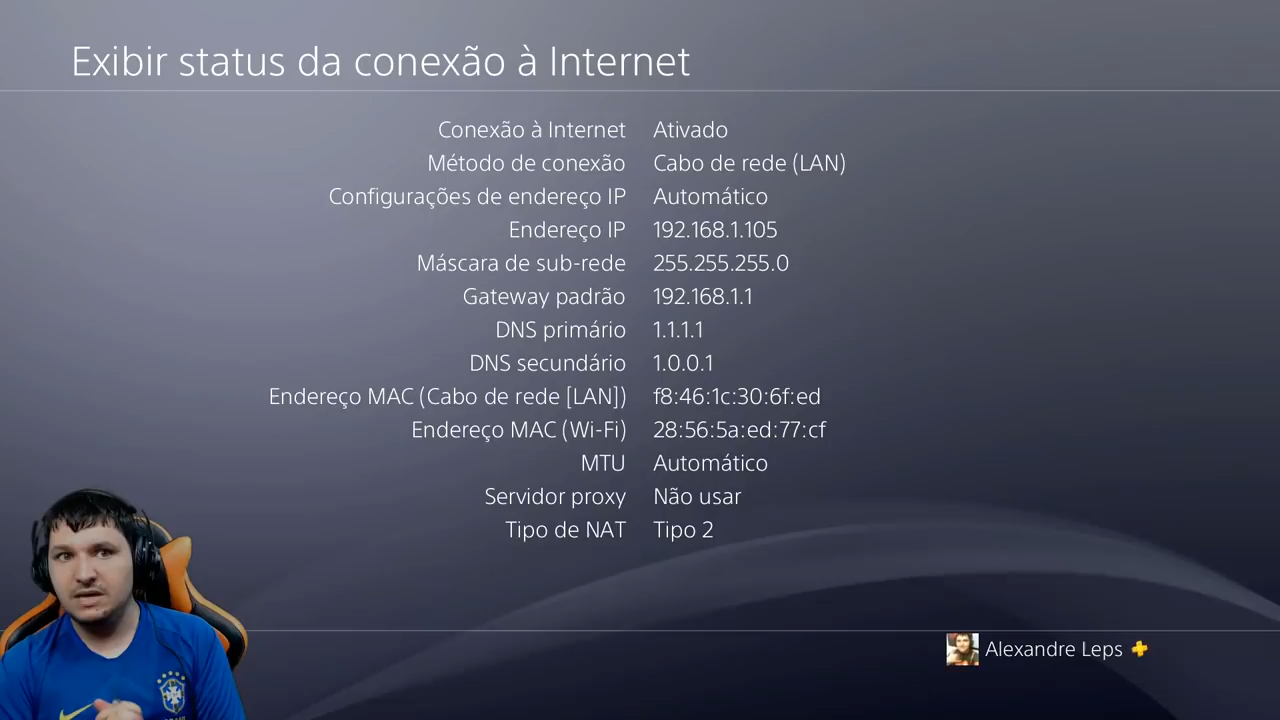 Exibir status da conexão à Internet
Conexão à Internet Ativado
Método de conexão Cabo de rede (LAN)
Configurações de endereço IP Automático
Endereço IP 192.168.1.105
Máscara de sub-rede 255.255.255.0
Gateway padrão 192.168.1.1
DNS primário 1.1.1.1
DNS secundário 1.0.0.1
Endereço MAC (Cabo de rede [LAN]) f8:46:1c:30:6f:ed
Endereço MAC (Wi-Fi) 28:56:5a:ed:77:cf
MTU Automático
Servidor proxy Não usar
Tipo de NAT Tipo 2
Alexandre Leps